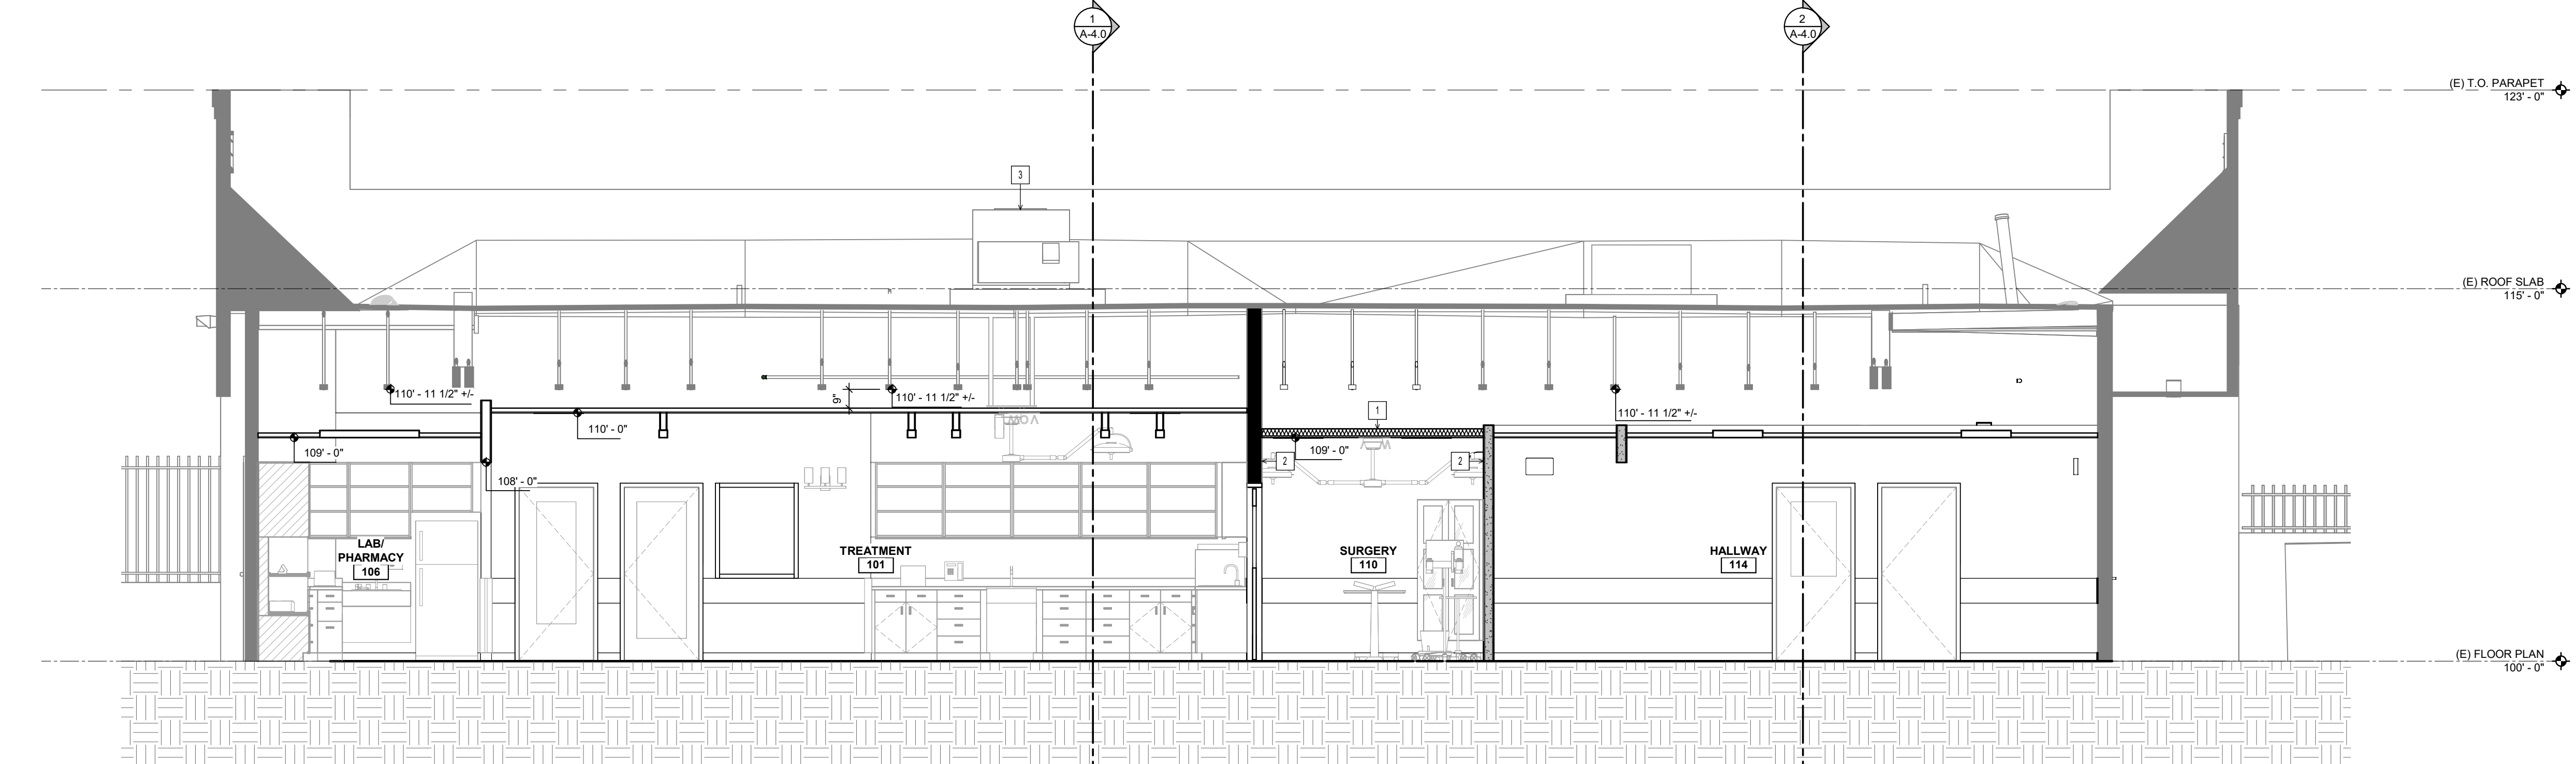 1
A-4.0
2
A-4.0
(E) T.O. PARAPET
123' - 0"
3
(E) ROOF SLAB
115' - 0"
110' - 11 1/2" +/-
9"
110' - 11 1/2" +/-
110' - 11 1/2" +/-
1
110' - 0"
109' - 0"
109' - 0"
2
2
108' - 0"
LAB/
PHARMACY
106
TREATMENT
101
SURGERY
110
HALLWAY
114
(E) FLOOR PLAN
100' - 0"